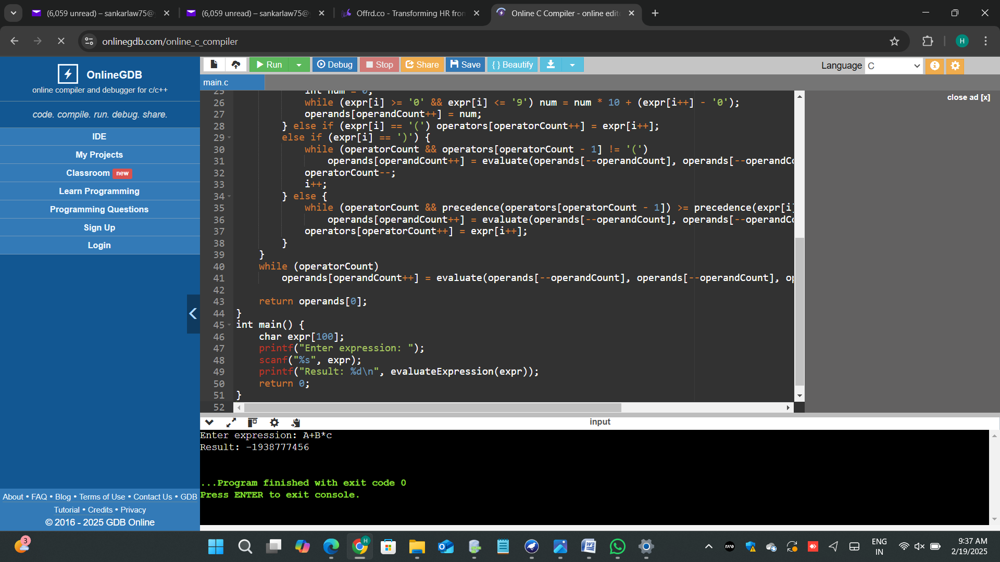 (6,059 unread) – sankarlaw75@
(6,059 unread) – sankarlaw75@
Offrd.co - Transforming HR fron
Online C Compiler - online edit
onlinegdb.com/online_c_compiler
H
OnlineGDB
online compiler and debugger for c/c++
code. compile. run. debug. share.
IDE
My Projects
Classroom new
Learn Programming
Programming Questions
Sign Up
Login
About • FAQ • Blog • Terms of Use • Contact Us • GDB
Tutorial • Credits • Privacy
© 2016 - 2025 GDB Online
Run
Debug
Stop
Share
Save
{ } Beautify
Language C
main.c
close ad [x]
25 int num = 0;
26 while (expr[i] >= '0' && expr[i] <= '9') num = num * 10 + (expr[i++] - '0');
27 operands[operandCount++] = num;
28 } else if (expr[i] == '(') operators[operatorCount++] = expr[i++];
29 else if (expr[i] == ')') {
30 while (operatorCount && operators[operatorCount - 1] != '(')
31 operands[operandCount++] = evaluate(operands[--operandCount], operands[--operandCo
32 operatorCount--;
33 i++;
34 } else {
35 while (operatorCount && precedence(operators[operatorCount - 1]) >= precedence(expr[i]
36 operands[operandCount++] = evaluate(operands[--operandCount], operands[--operandCo
37 operators[operatorCount++] = expr[i++];
38 }
39 }
40 while (operatorCount)
41 operands[operandCount++] = evaluate(operands[--operandCount], operands[--operandCount], op
42
43 return operands[0];
44 }
45 int main() {
46 char expr[100];
47 printf("Enter expression: ");
48 scanf("%s", expr);
49 printf("Result: %d\n", evaluateExpression(expr));
50 return 0;
51 }
52
input
Enter expression: A+B*c
Result: -1938777456
...Program finished with exit code 0
Press ENTER to exit console.
3
H
ENG
IN
9:37 AM
2/19/2025